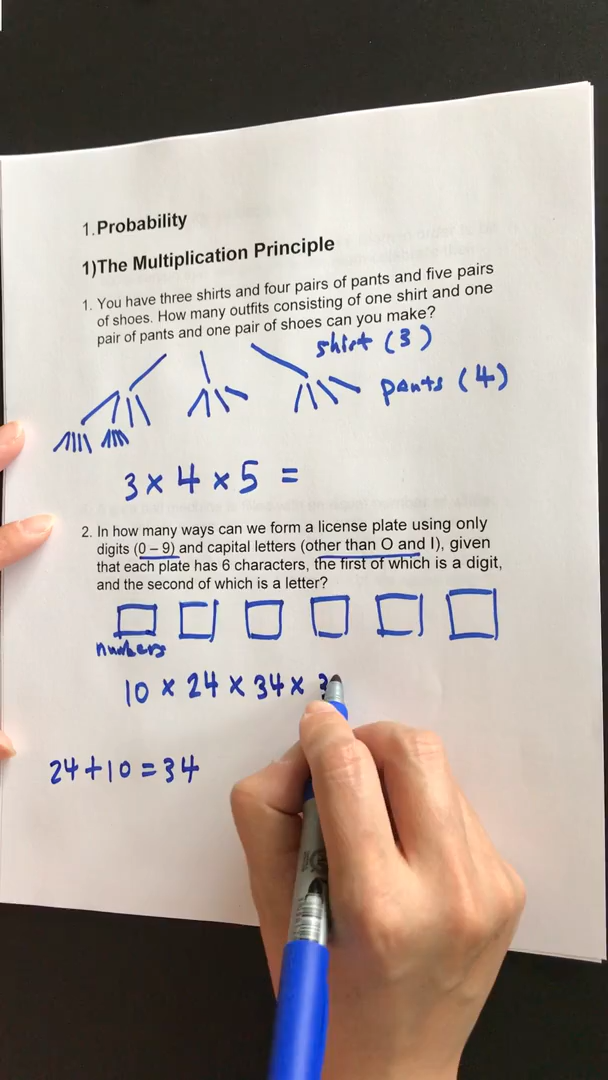 1. Probability
1)The Multiplication Principle
1. You have three shirts and four pairs of pants and five pairs
of shoes. How many outfits consisting of one shirt and one
pair of pants and one pair of shoes can you make?
shirt (3)
pants (4)
3 × 4 × 5 =
2. In how many ways can we form a license plate using only
digits (0 – 9) and capital letters (other than O and I), given
that each plate has 6 characters, the first of which is a digit,
and the second of which is a letter?
numbers
10 × 24 × 34 × 3
24 + 10 = 34